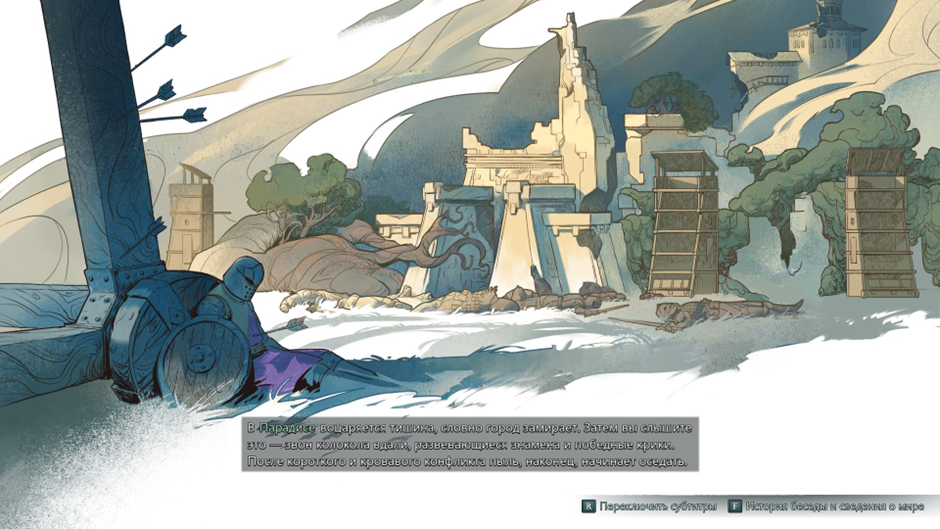 В Парадисе воцаряется тишина, словно город замирает. Затем вы слышите
это — звон колокола вдали, развевающиеся знамена и победные крики.
После короткого и кровавого конфликта пыль, наконец, начинает оседать.
R Переключить субтитры F История беседы и сведения о мире